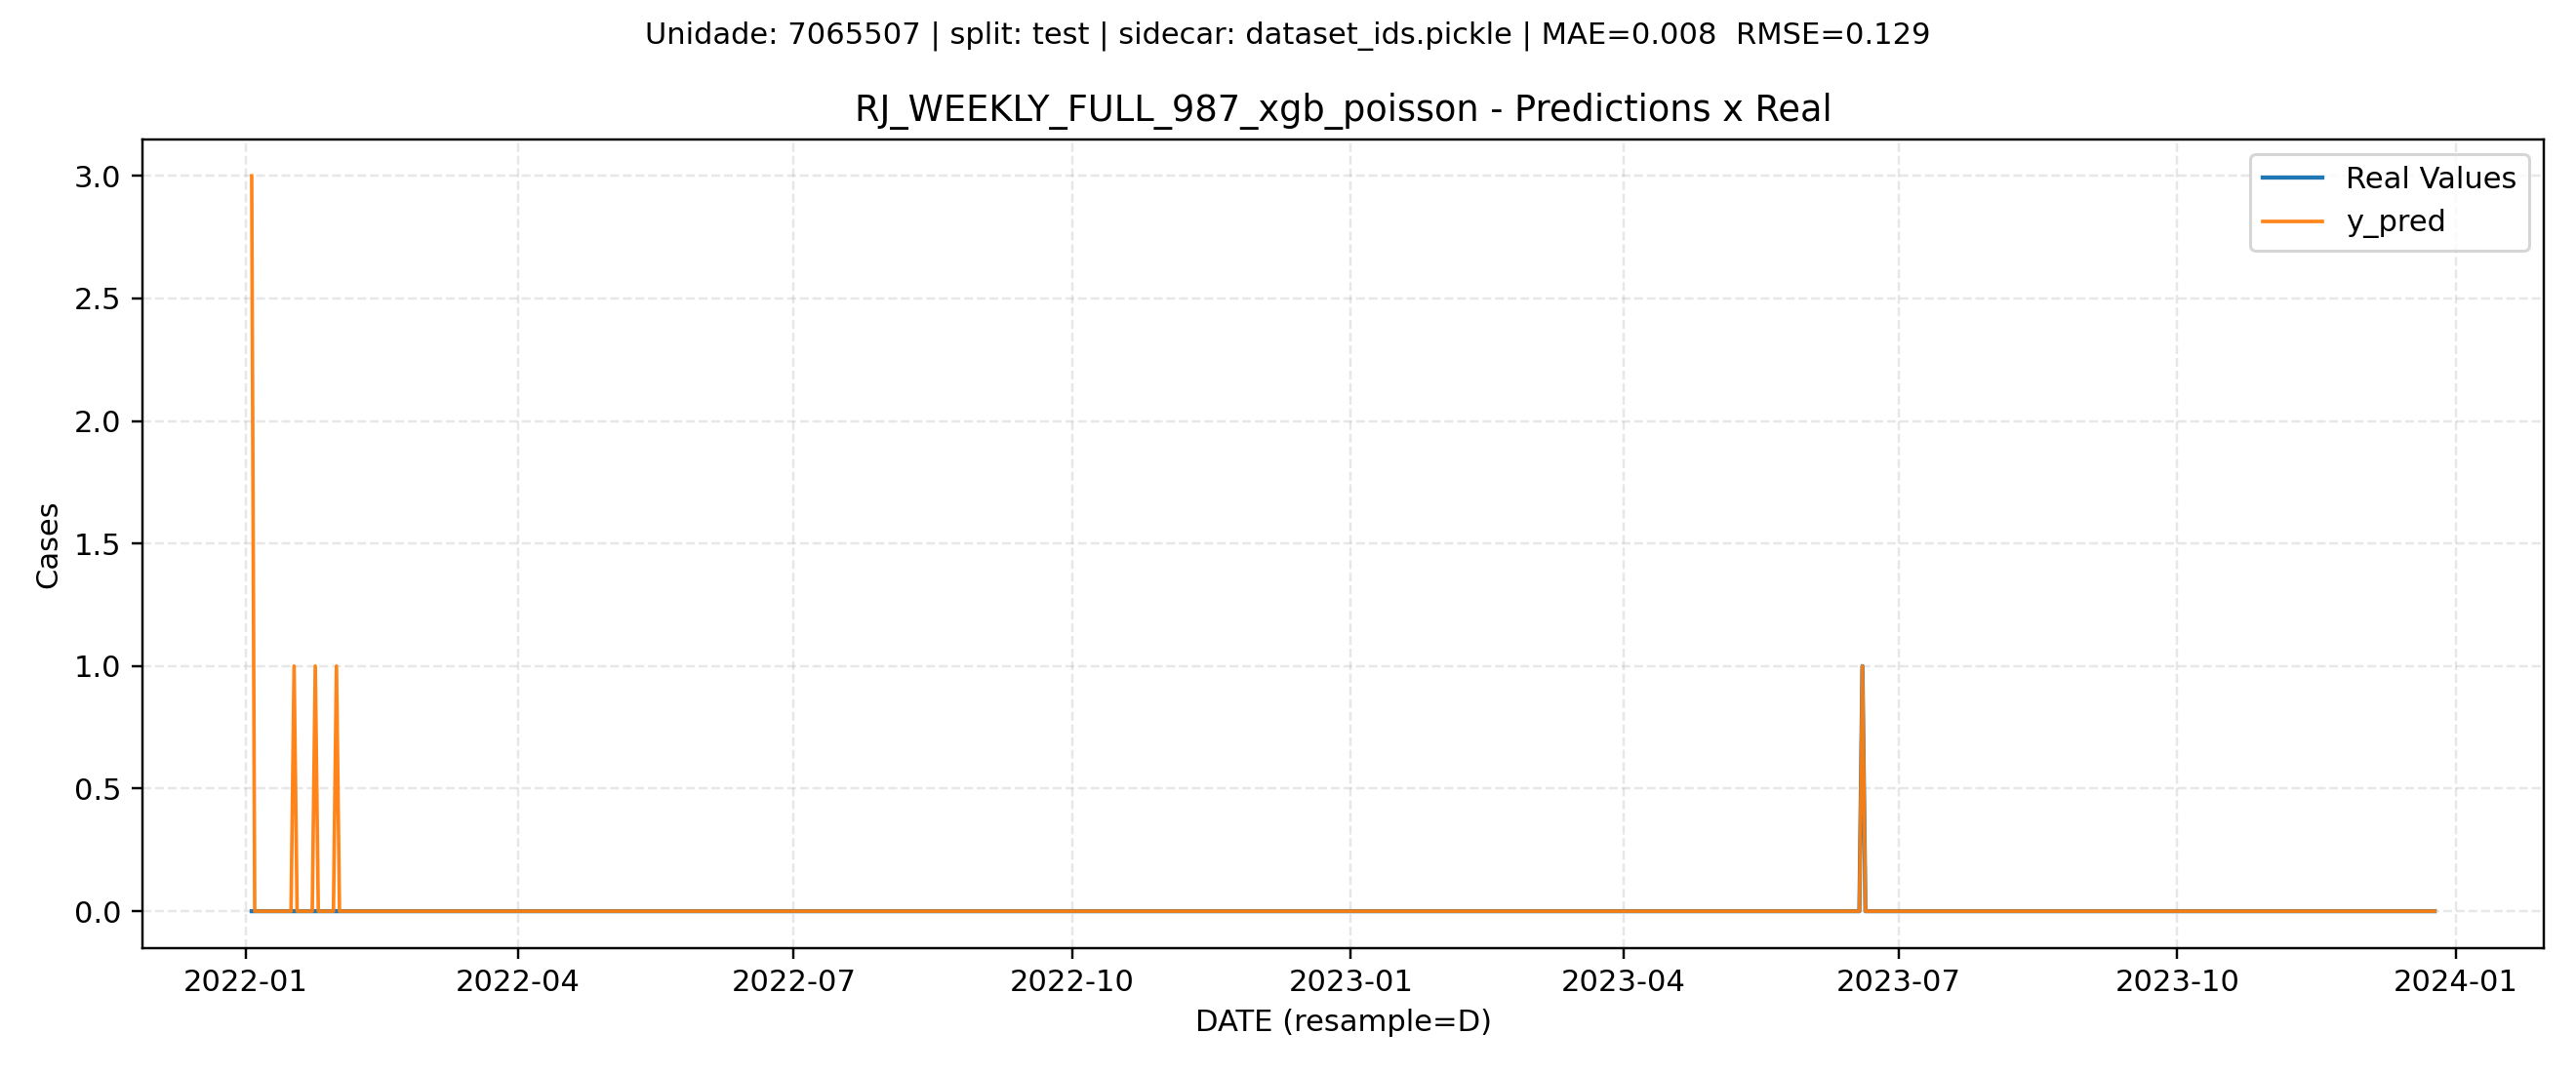 Unidade: 7065507 | split: test | sidecar: dataset_ids.pickle | MAE=0.008  RMSE=0.129
RJ_WEEKLY_FULL_987_xgb_poisson - Predictions x Real
Real Values
y_pred
Cases
3.0
2.5
2.0
1.5
1.0
0.5
0.0
2022-01 2022-04 2022-07 2022-10 2023-01 2023-04 2023-07 2023-10 2024-01
DATE (resample=D)